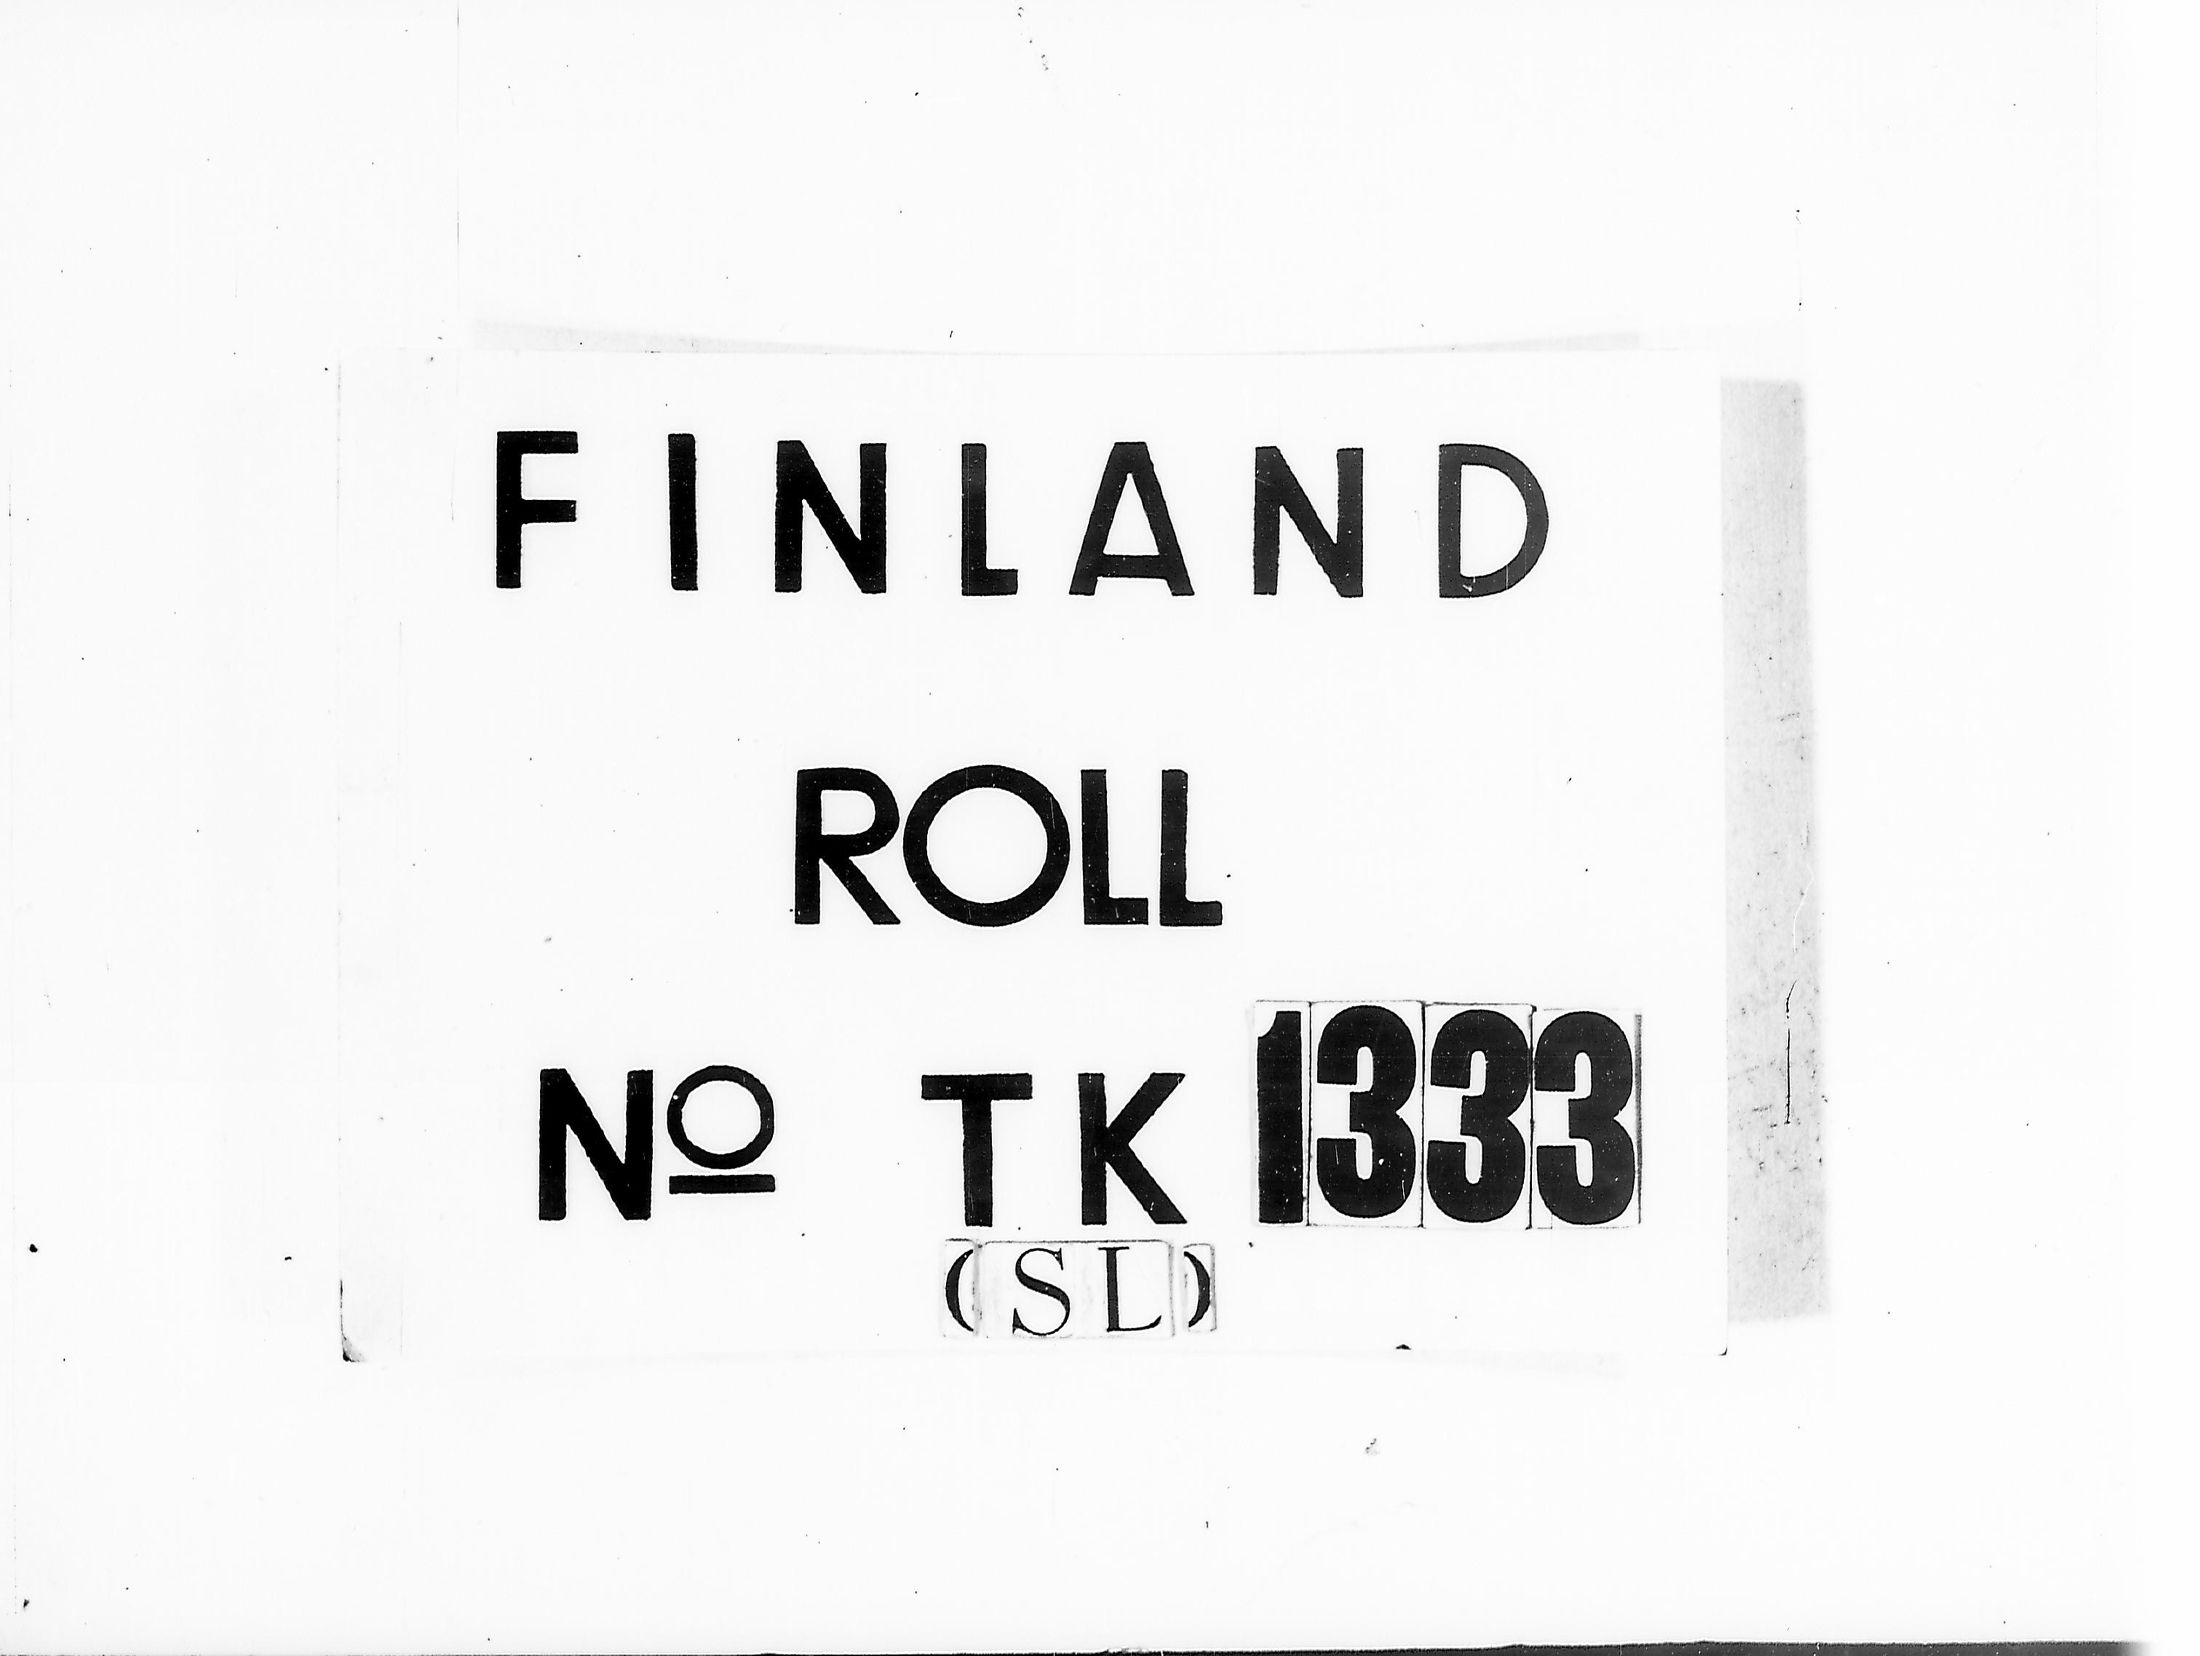 FINLAND
ROLL
Nº TK 1333
(SL)